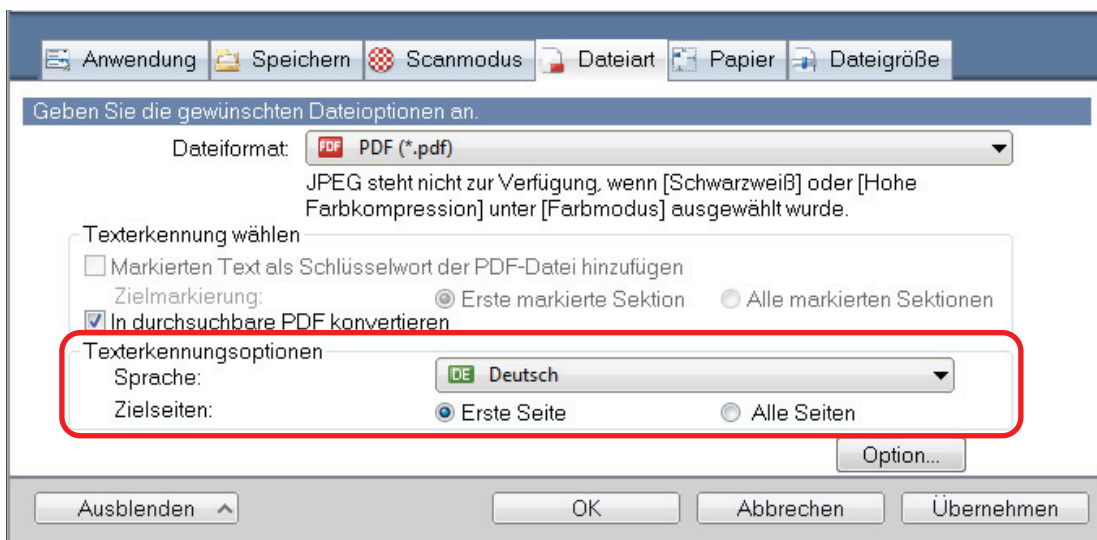 Anwendung Speichern Scanmodus Dateiart Papier Dateigröße
Geben Sie die gewünschten Dateioptionen an.
Dateiformat: PDF PDF (*.pdf)
JPEG steht nicht zur Verfügung, wenn [Schwarzweiß] oder [Hohe
Farbkompression] unter [Farbmodus] ausgewählt wurde.
Texterkennung wählen
Markierten Text als Schlüsselwort der PDF-Datei hinzufügen
Zielmarkierung: Erste markierte Sektion Alle markierten Sektionen
In durchsuchbare PDF konvertieren
Texterkennungsoptionen
Sprache: DE Deutsch
Zielseiten: Erste Seite Alle Seiten
Option...
Ausblenden OK Abbrechen Übernehmen